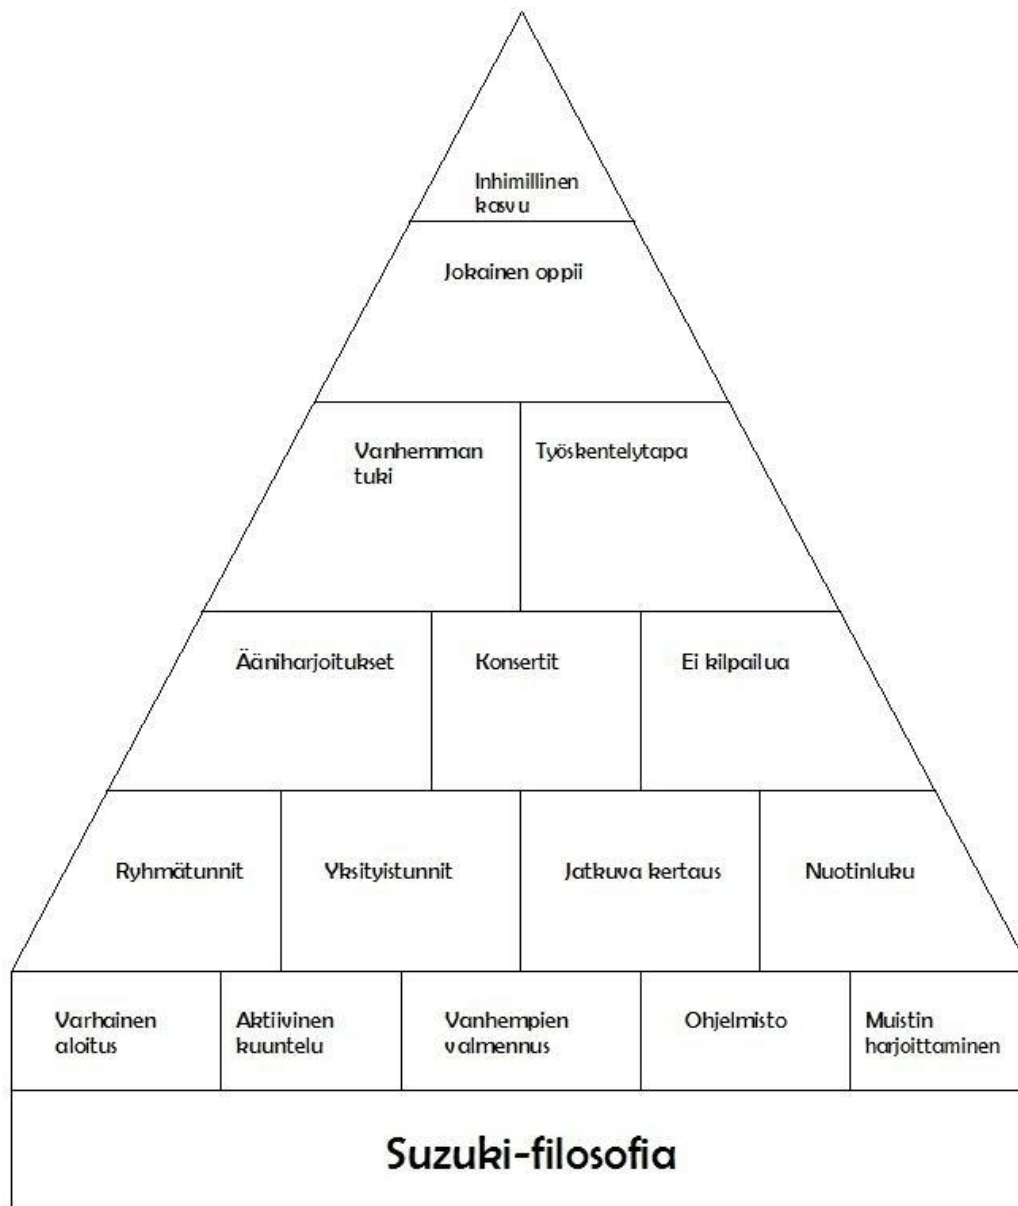 Inhimillinen
kasvu
Jokainen oppii
Vanhemman
tuki
Työskentelytapa
Ääniharjoitukset
Konsertit
Ei kilpailua
Ryhmätunnit
Yksityistunnit
Jatkuva kertaus
Nuotinluku
Varhainen
aloitus
Aktiivinen
kuuntelu
Vanhempien
valmennus
Ohjelmisto
Muistin
harjoittaminen
Suzuki-filosofia